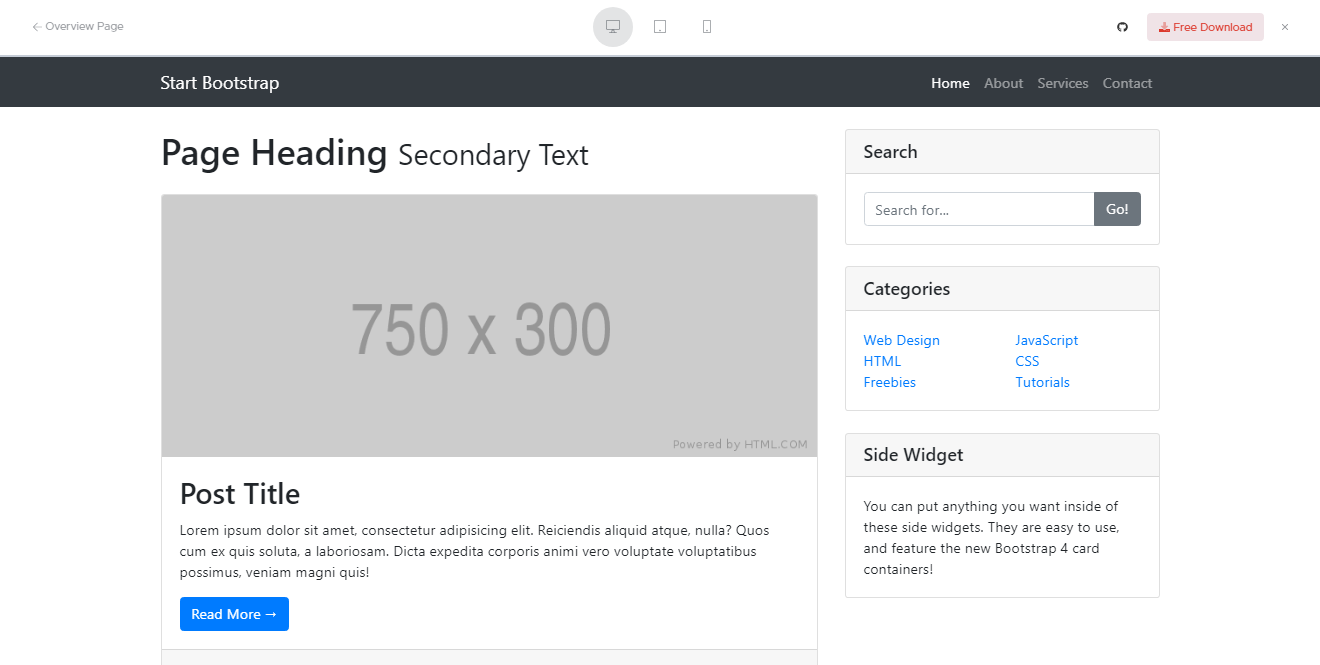 ← Overview Page
Free Download
×
Start Bootstrap
Home About Services Contact
Page Heading Secondary Text
750 x 300
Powered by HTML.COM
Post Title
Lorem ipsum dolor sit amet, consectetur adipisicing elit. Reiciendis aliquid atque, nulla? Quos
cum ex quis soluta, a laboriosam. Dicta expedita corporis animi vero voluptate voluptatibus
possimus, veniam magni quis!
Read More →
Search
Search for...
Go!
Categories
Web Design
HTML
Freebies
JavaScript
CSS
Tutorials
Side Widget
You can put anything you want inside of
these side widgets. They are easy to use,
and feature the new Bootstrap 4 card
containers!